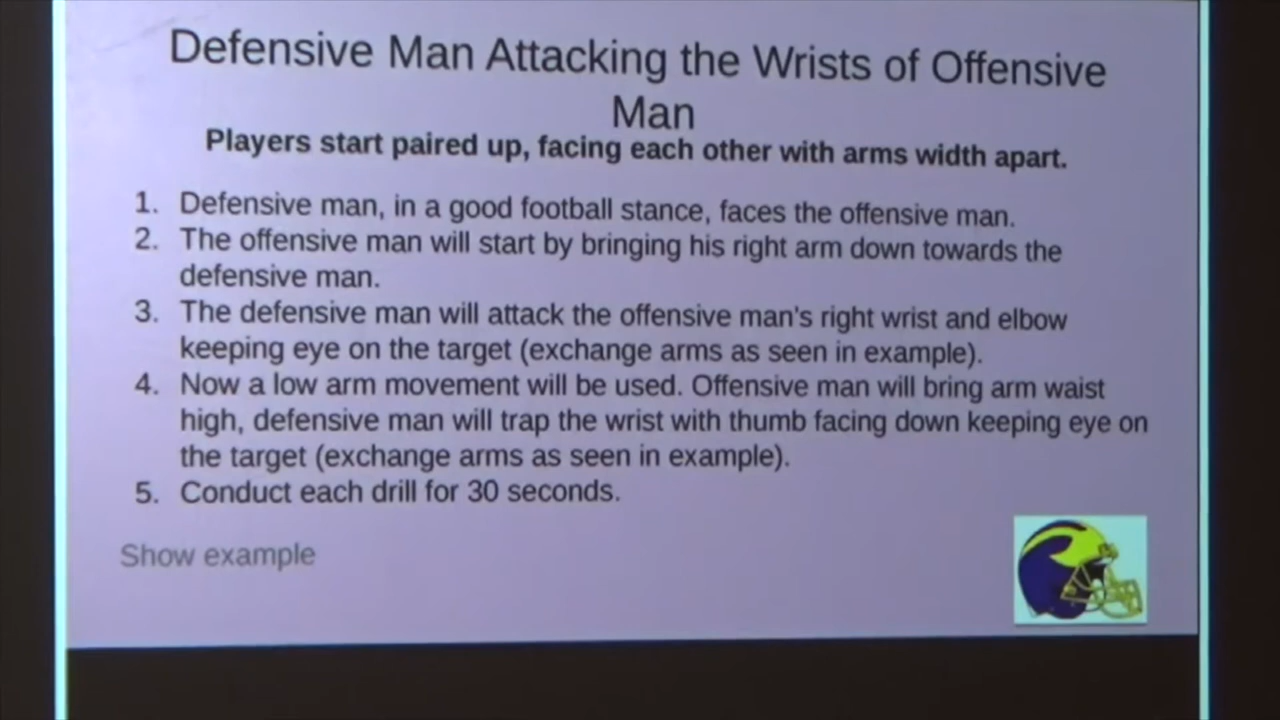 Defensive Man Attacking the Wrists of Offensive
Man
Players start paired up, facing each other with arms width apart.
1. Defensive man, in a good football stance, faces the offensive man.
2. The offensive man will start by bringing his right arm down towards the
defensive man.
3. The defensive man will attack the offensive man's right wrist and elbow
keeping eye on the target (exchange arms as seen in example).
4. Now a low arm movement will be used. Offensive man will bring arm waist
high, defensive man will trap the wrist with thumb facing down keeping eye on
the target (exchange arms as seen in example).
5. Conduct each drill for 30 seconds.
Show example